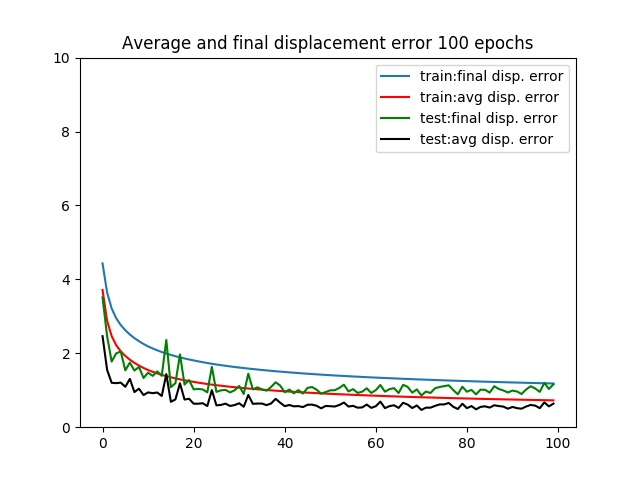 Average and final displacement error 100 epochs
10
8
6
4
2
0
train:final disp. error
train:avg disp. error
test:final disp. error
test:avg disp. error
0 20 40 60 80 100